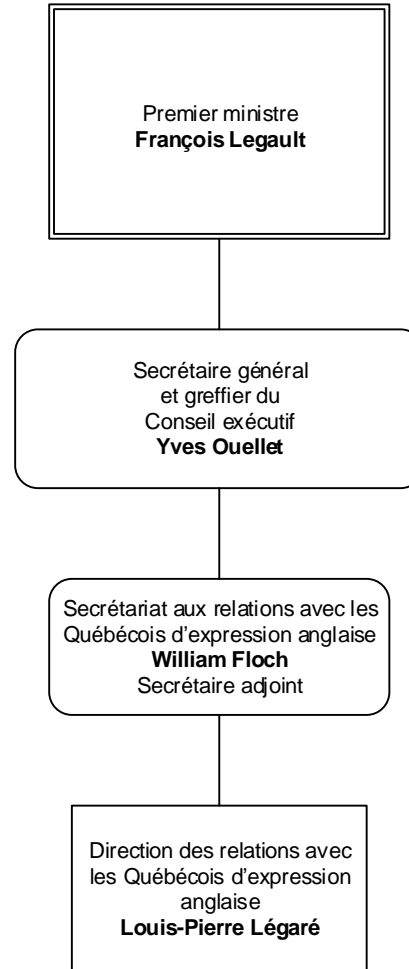 Premier ministre
François Legault
Secrétaire général
et greffier du
Conseil exécutif
Yves Ouellet
Secrétariat aux relations avec les
Québécois d'expression anglaise
William Floch
Secrétaire adjoint
Direction des relations avec
les Québécois d'expression
anglaise
Louis-Pierre Légaré